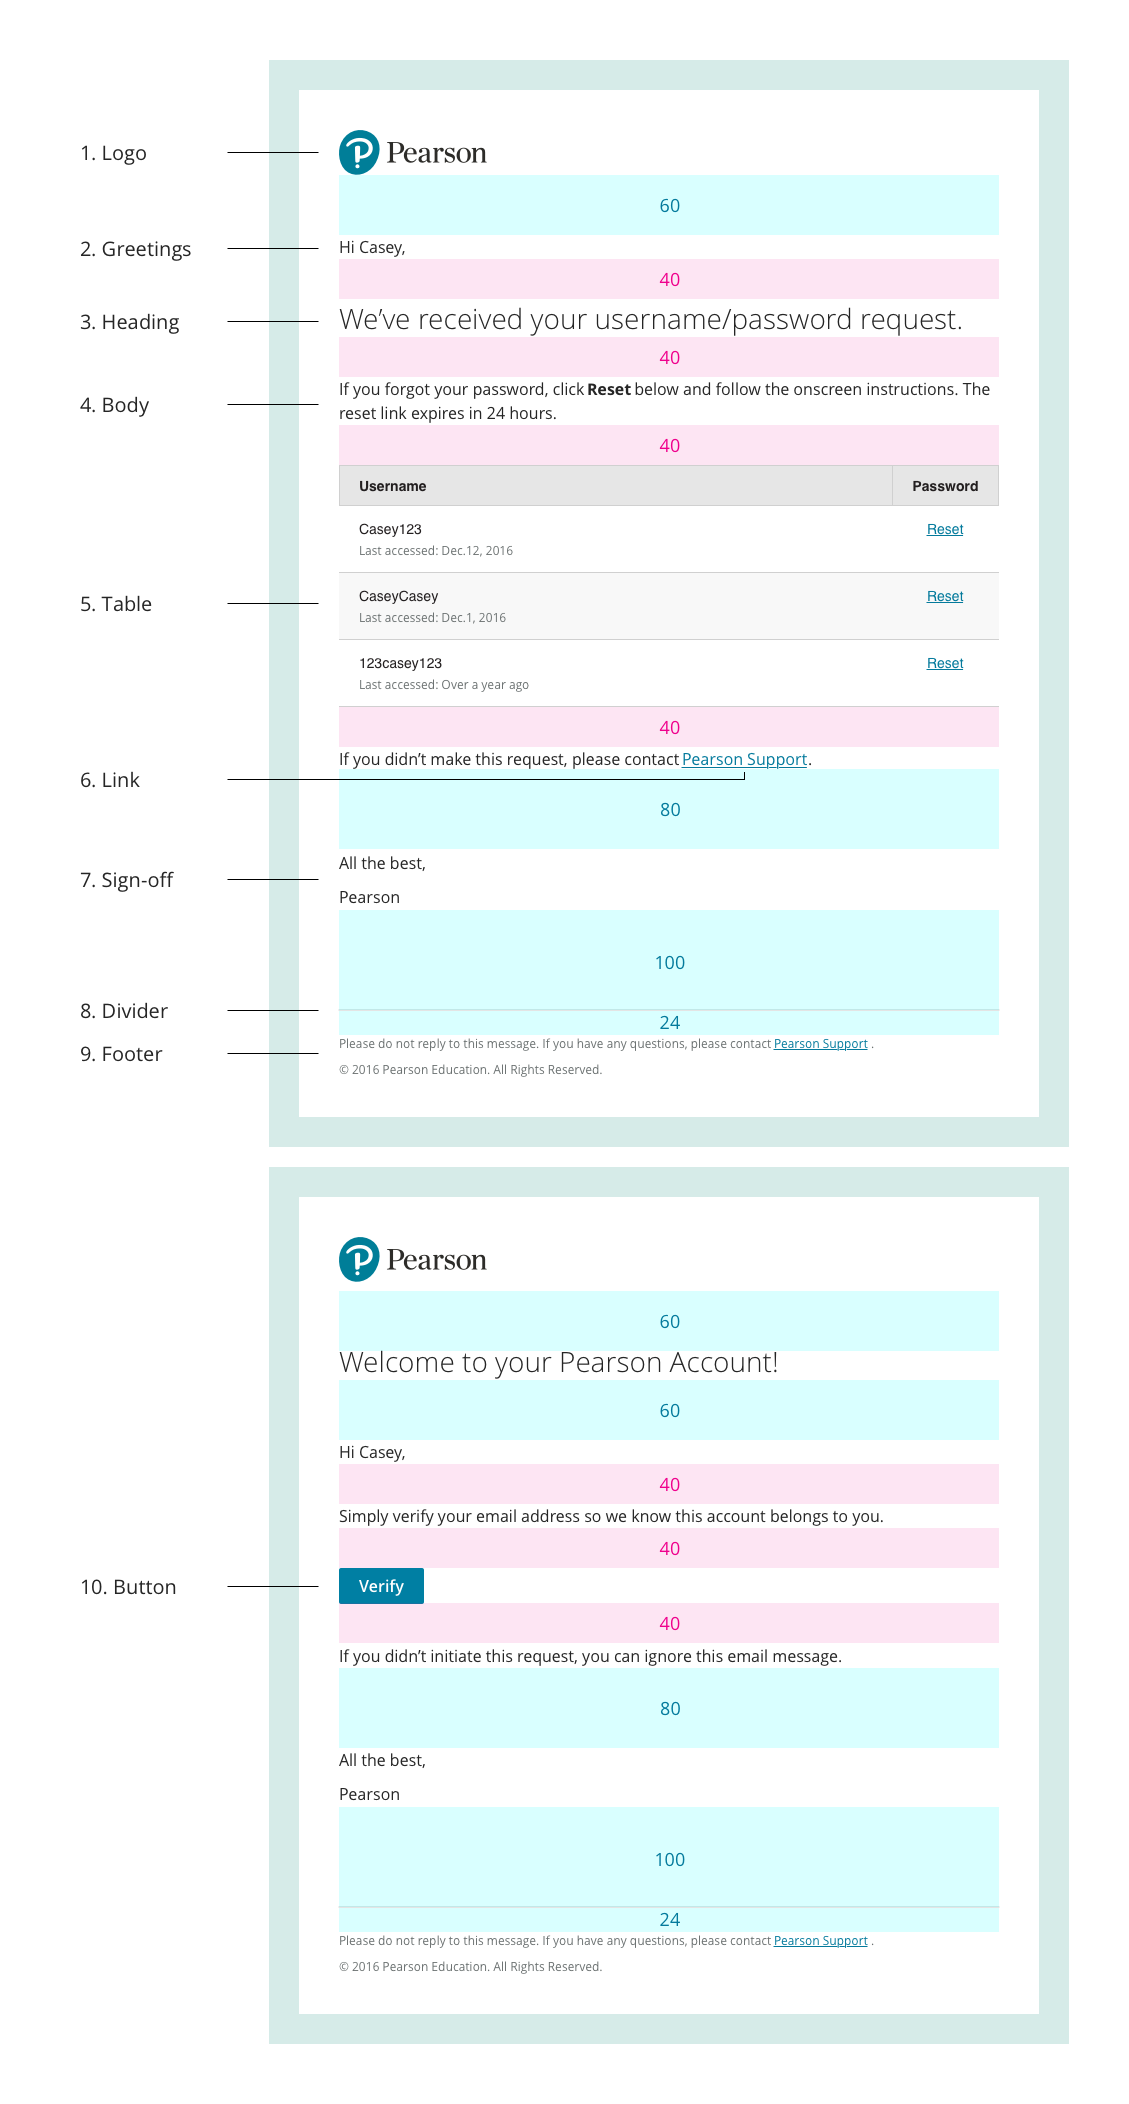 1. Logo
Pearson
60
2. Greetings
Hi Casey,
40
3. Heading
We've received your username/password request.
40
4. Body
If you forgot your password, click Reset below and follow the onscreen instructions. The
reset link expires in 24 hours.
40
Username Password
Casey123 Reset
Last accessed: Dec.12, 2016
5. Table
CaseyCasey Reset
Last accessed: Dec.1, 2016
123casey123 Reset
Last accessed: Over a year ago
40
If you didn't make this request, please contact Pearson Support.
6. Link
80
7. Sign-off
All the best,
Pearson
100
8. Divider
24
9. Footer
Please do not reply to this message. If you have any questions, please contact Pearson Support .
© 2016 Pearson Education. All Rights Reserved.
Pearson
60
Welcome to your Pearson Account!
60
Hi Casey,
40
Simply verify your email address so we know this account belongs to you.
40
10. Button
Verify
40
If you didn't initiate this request, you can ignore this email message.
80
All the best,
Pearson
100
24
Please do not reply to this message. If you have any questions, please contact Pearson Support .
© 2016 Pearson Education. All Rights Reserved.